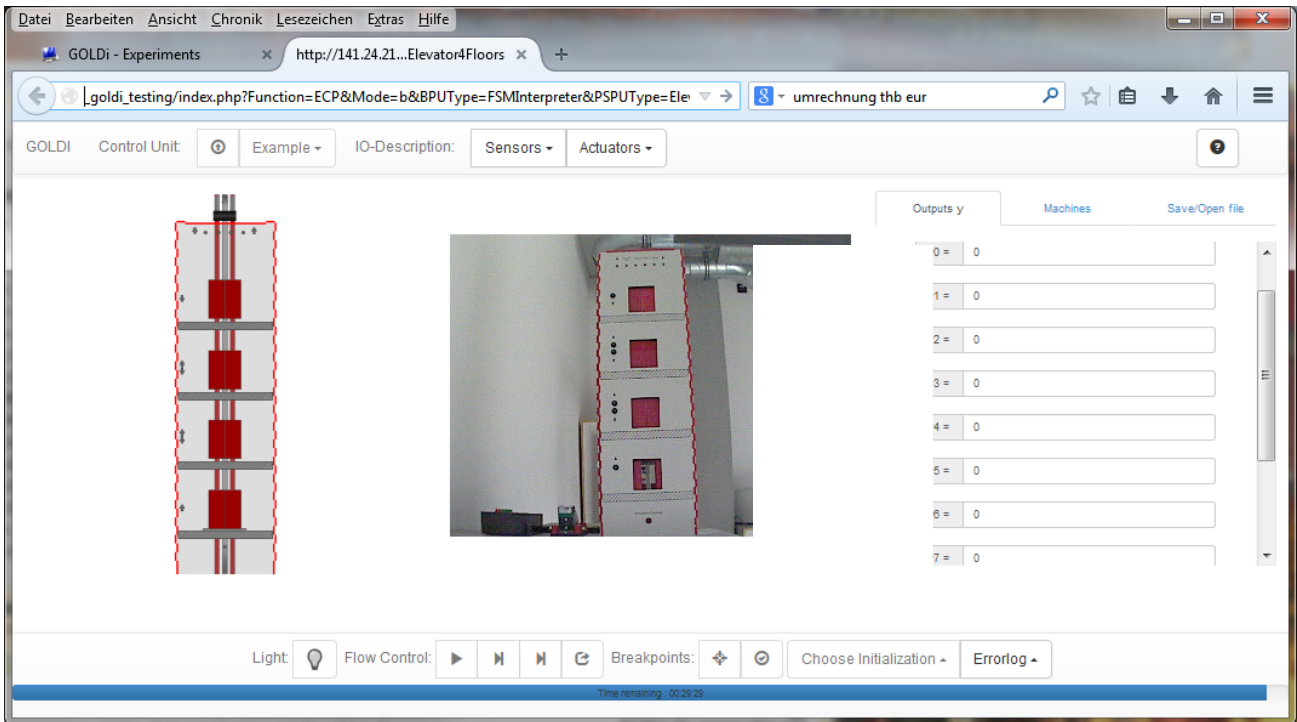 Datei Bearbeiten Ansicht Chronik Lesezeichen Extras Hilfe
GOLDi - Experiments × http://141.24.21...Elevator4Floors × +
_goldi_testing/index.php?Function=ECP&Mode=b&BPUType=FSMInterpreter&PSPUType=Ele 8 umrechnung thb eur
GOLDI Control Unit: Example IO-Description: Sensors Actuators
Outputs y Machines Save/Open file
0 = 0
1 = 0
2 = 0
3 = 0
4 = 0
5 = 0
6 = 0
7 = 0
Light: Flow Control: Breakpoints: Choose Initialization Errorlog
Time remaining : 00:29:29